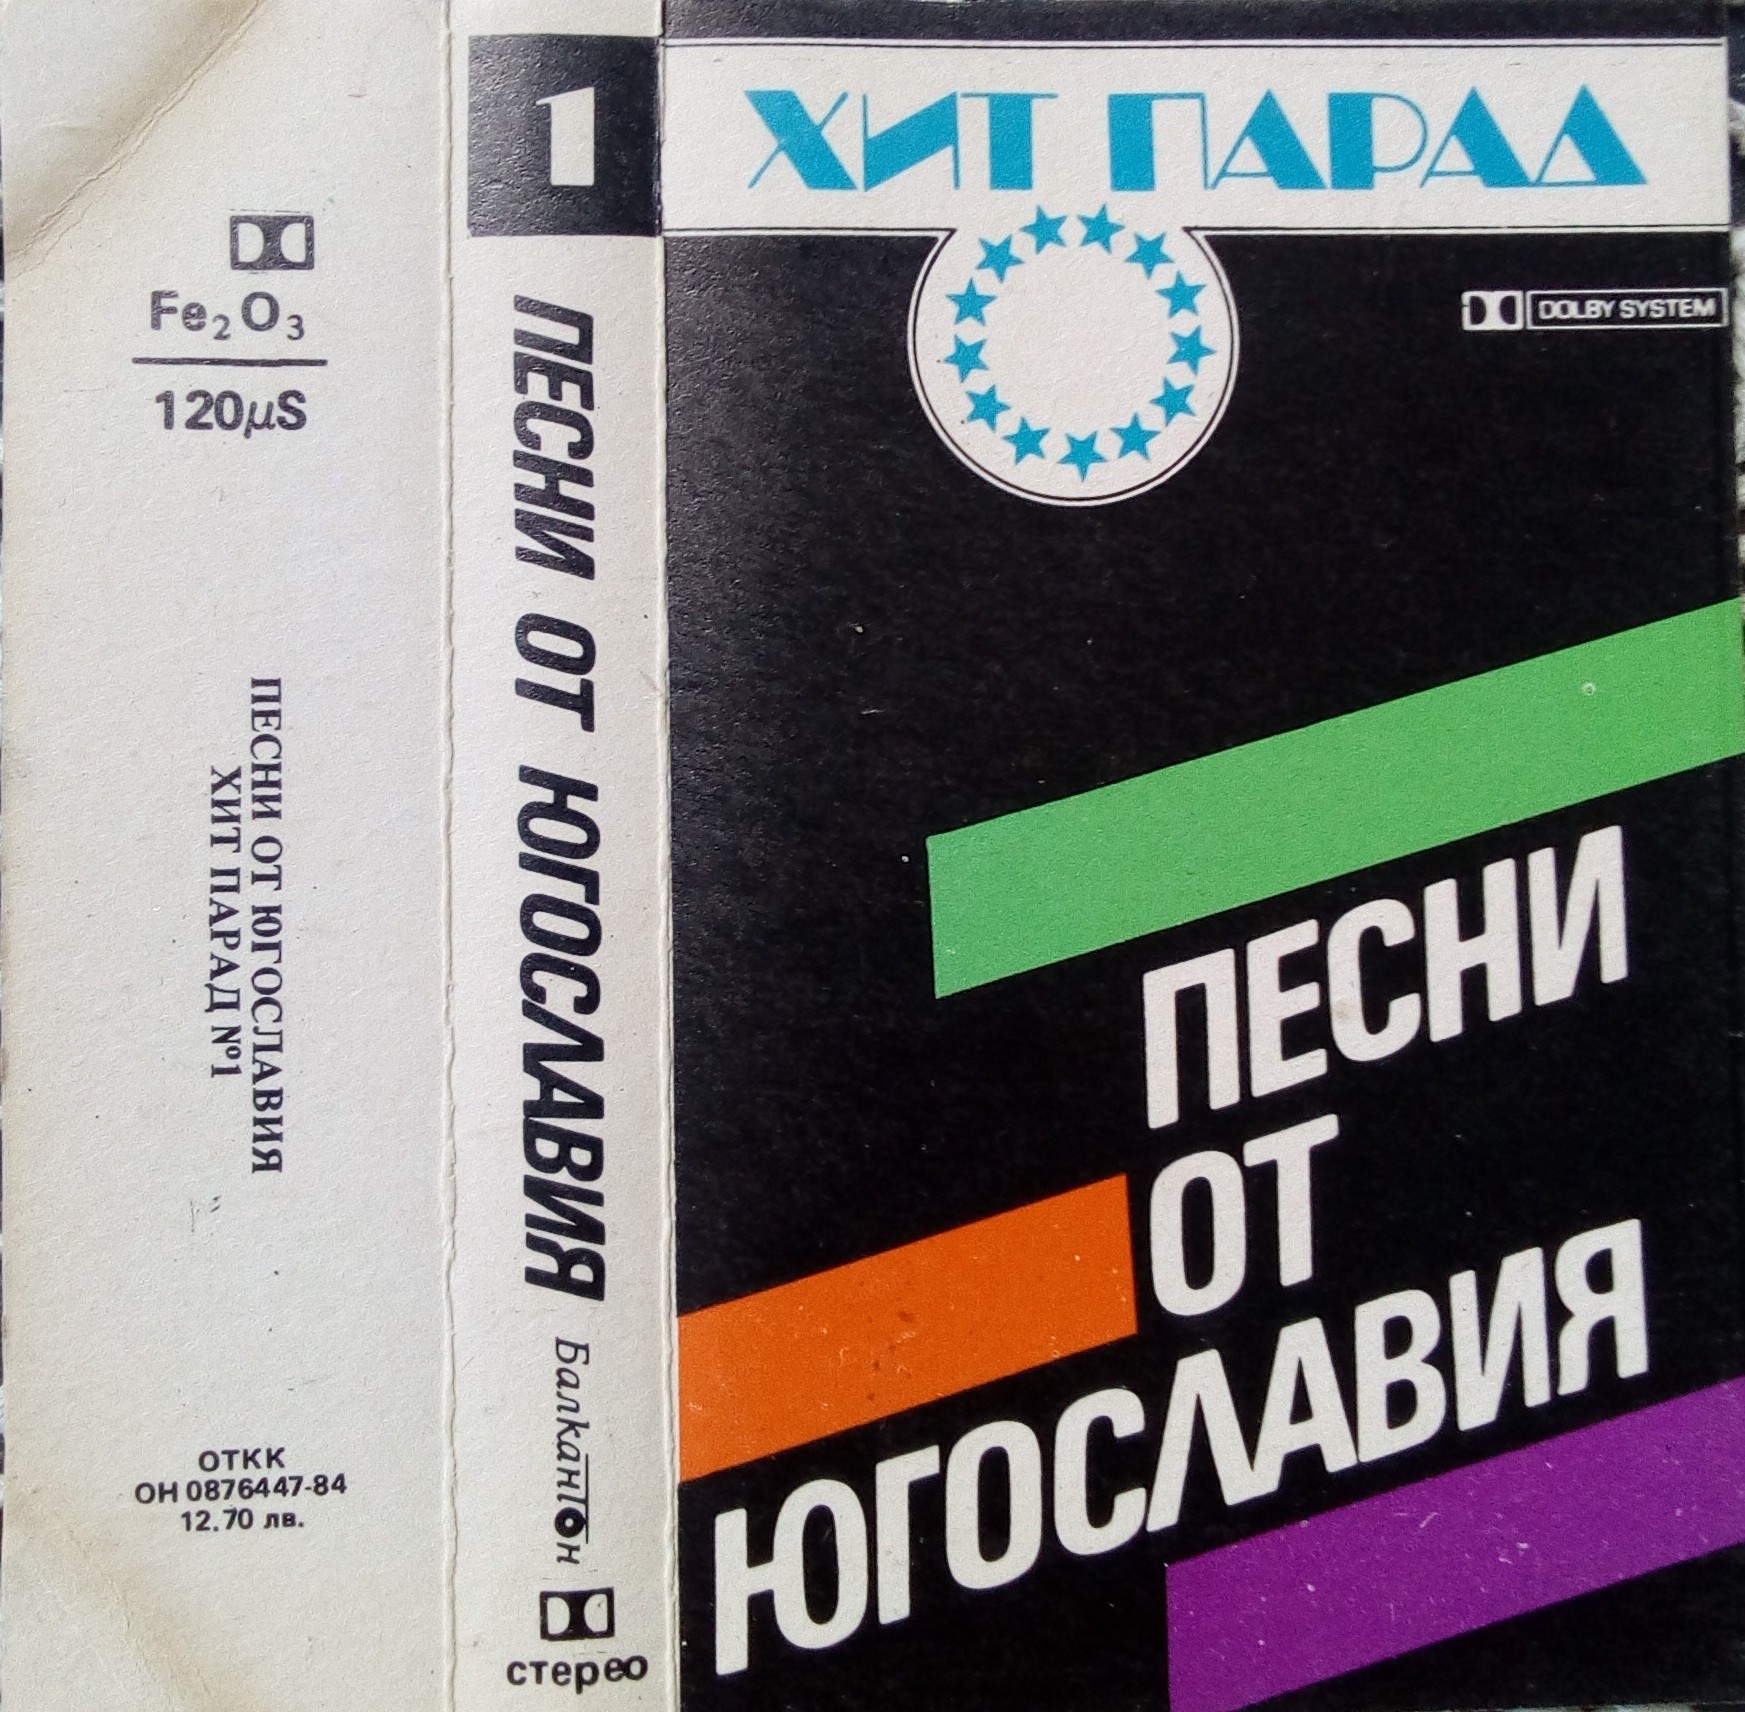 Fe2O3
120µS
ПЕСНИ ОТ ЮГОСЛАВИЯ
ХИТ ПАРАД №1
ОТКК
ОН 0876447-84
12.70 лв.
1
ПЕСНИ ОТ ЮГОСЛАВИЯ
Балкантон
стерео
ХИТ ПАРАД
DOLBY SYSTEM
ПЕСНИ
ОТ
ЮГОСЛАВИЯ